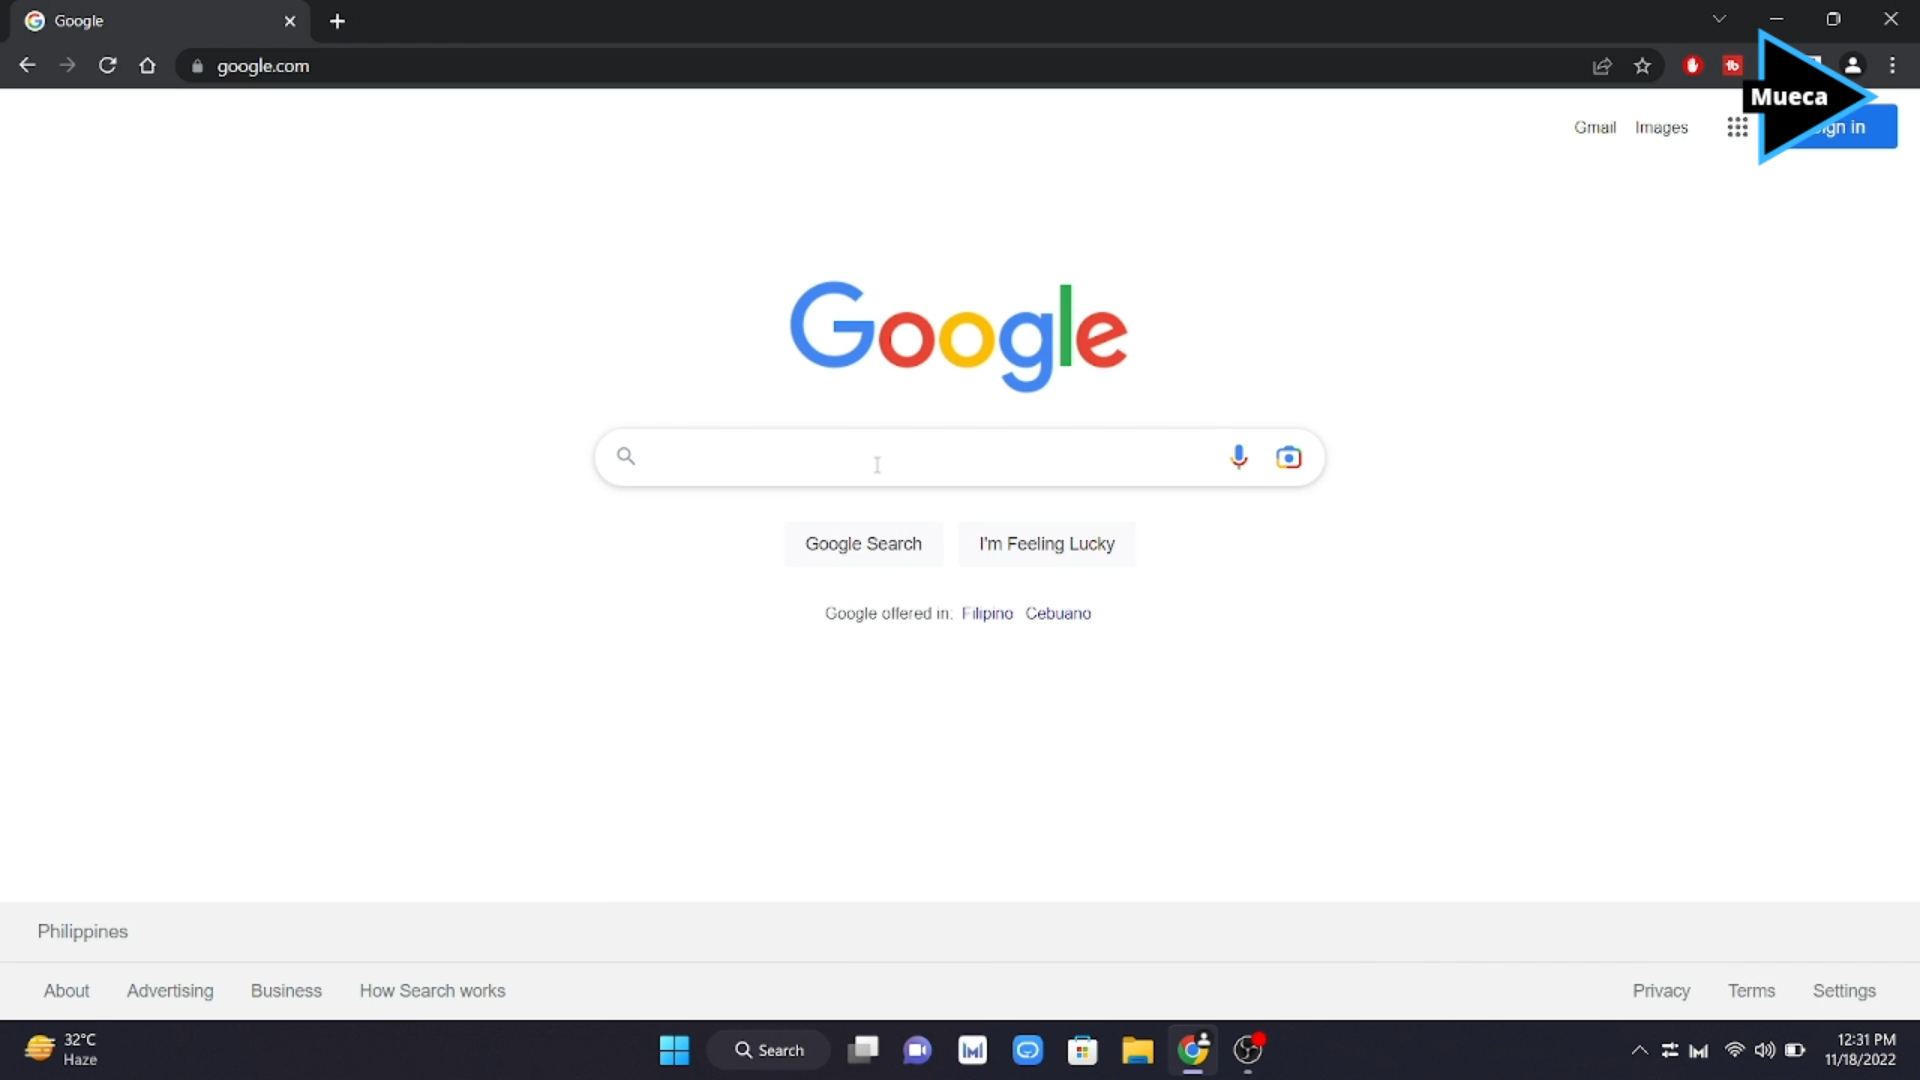 Google
google.com
Mueca
Gmail Images
Google
Google Search I'm Feeling Lucky
Google offered in: Filipino Cebuano
Philippines
About Advertising Business How Search works
Privacy Terms Settings
32°C
Haze
Search
12:31 PM
11/18/2022